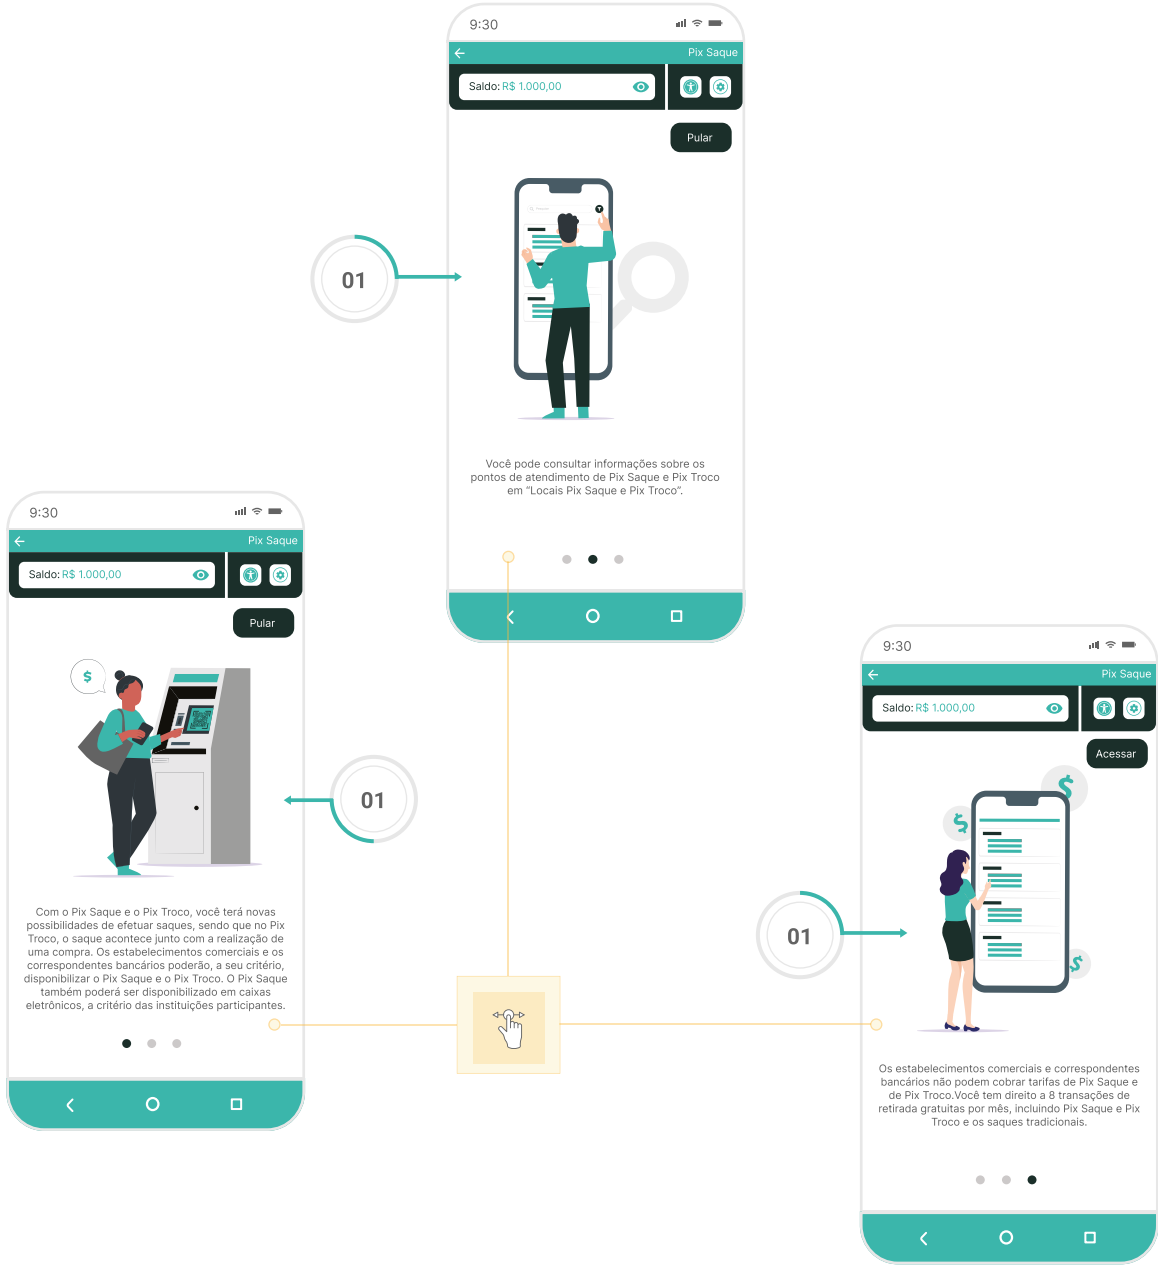 9:30
Pix Saque
Saldo: R$ 1.000,00
Pular
01
Você pode consultar informações sobre os
pontos de atendimento de Pix Saque e Pix Troco
em “Locais Pix Saque e Pix Troco”.
9:30
Pix Saque
Saldo: R$ 1.000,00
Pular
$
01
Com o Pix Saque e o Pix Troco, você terá novas
possibilidades de efetuar saques, sendo que no Pix
Troco, o saque acontece junto com a realização de
uma compra. Os estabelecimentos comerciais e os
correspondentes bancários poderão, a seu critério,
disponibilizar o Pix Saque e o Pix Troco. O Pix Saque
também poderá ser disponibilizado em caixas
eletrônicos, a critério das instituições participantes.
9:30
Pix Saque
Saldo: R$ 1.000,00
Acessar
$
$
01
$
Os estabelecimentos comerciais e correspondentes
bancários não podem cobrar tarifas de Pix Saque e
de Pix Troco.Você tem direito a 8 transações de
retirada gratuitas por mês, incluindo Pix Saque e Pix
Troco e os saques tradicionais.